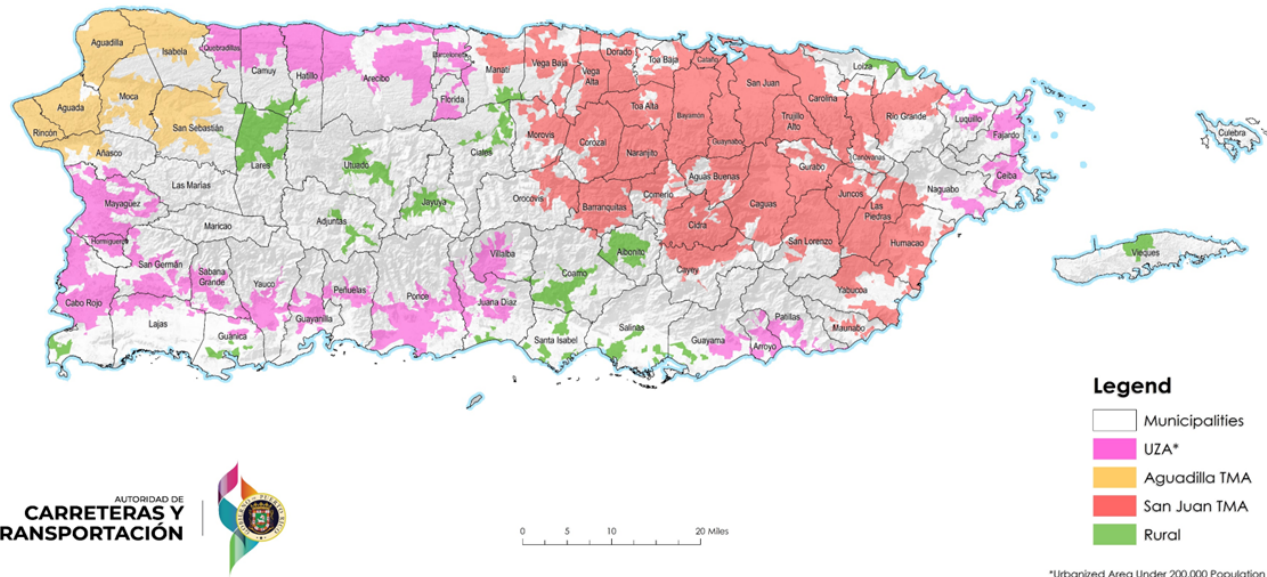 Aguadilla
Isabela
Quebradillas
Camuy
Hatillo
Arecibo
Barceloneta
Manatí
Vega Baja
Vega
Alta
Dorado
Toa Baja
Cataño
San Juan
Loíza
Moca
Aguada
Rincón
San Sebastián
Florida
Toa Alta
Bayamón
Carolina
Trujillo
Alto
Río Grande
Luquillo
Fajardo
Culebra
Añasco
Lares
Utuado
Ciales
Morovis
Corozal
Naranjito
Guaynabo
Canóvanas
Gurabo
Ceiba
Las Marías
Mayagüez
Maricao
Adjuntas
Jayuya
Orocovis
Barranquitas
Comerío
Aguas Buenas
Cidra
Caguas
Juncos
Las
Piedras
Naguabo
Hormigueros
San Germán
Sabana
Grande
Yauco
Peñuelas
Ponce
Villalba
Coamo
Aibonito
Cayey
San Lorenzo
Humacao
Vieques
Cabo Rojo
Lajas
Guánica
Guayanilla
Juana Díaz
Santa Isabel
Salinas
Guayama
Arroyo
Patillas
Yabucoa
Maunabo
Legend
Municipalities
UZA*
Aguadilla TMA
San Juan TMA
Rural
*Urbanized Area Under 200,000 Population
AUTORIDAD DE
CARRETERAS Y
RANSPORTACIÓN
GOBIERNO DE PUERTO RICO
0 5 10 20 Miles